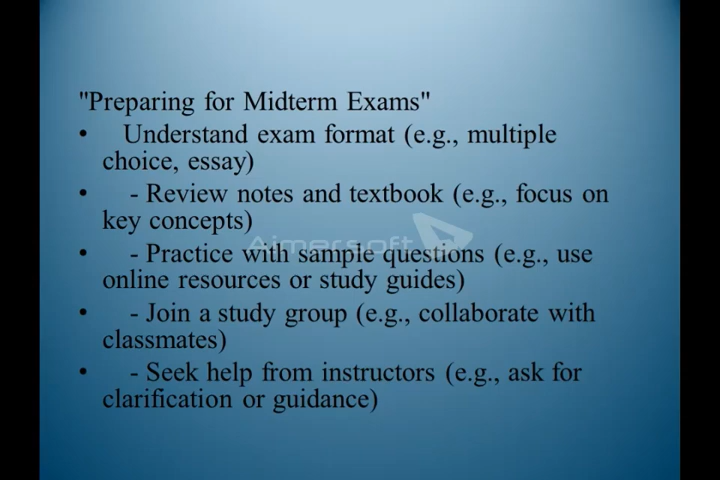 "Preparing for Midterm Exams"
• Understand exam format (e.g., multiple
choice, essay)
• - Review notes and textbook (e.g., focus on
key concepts)
Aimersoft
• - Practice with sample questions (e.g., use
online resources or study guides)
• - Join a study group (e.g., collaborate with
classmates)
• - Seek help from instructors (e.g., ask for
clarification or guidance)